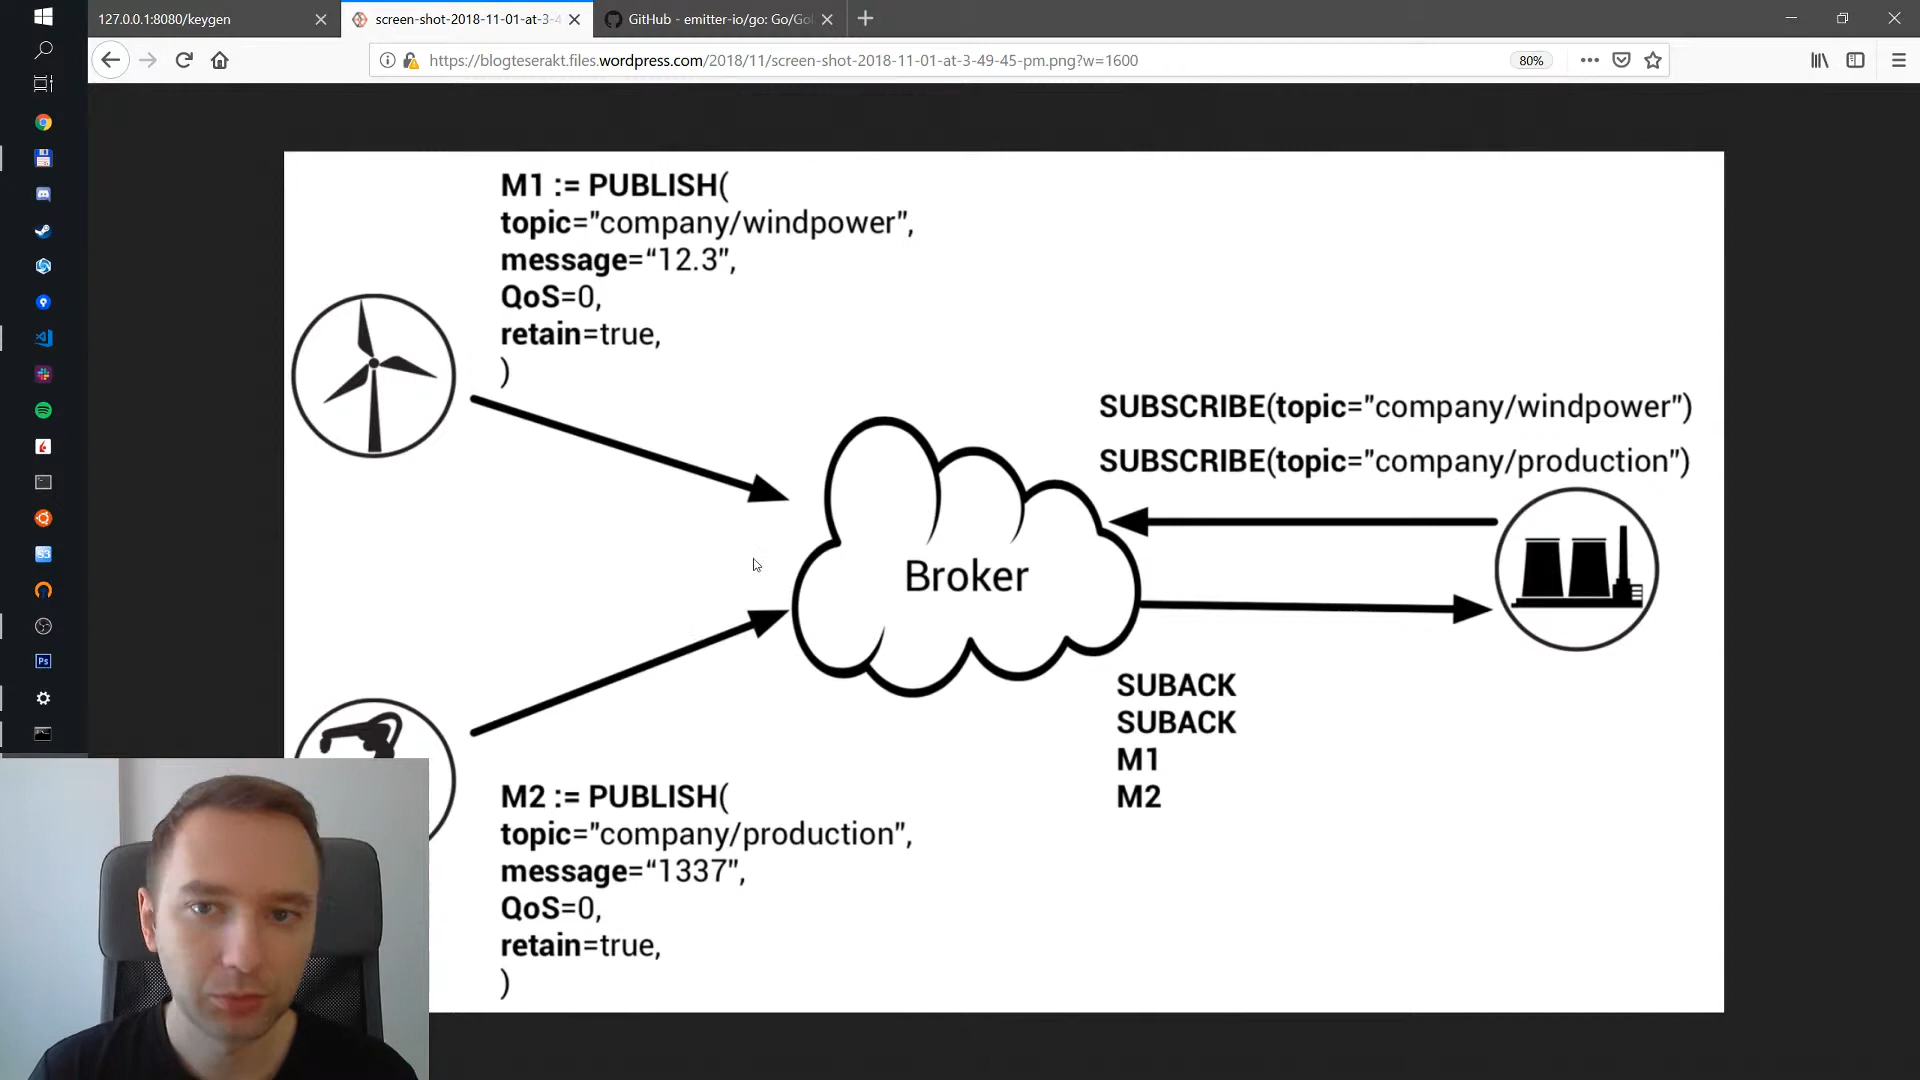 127.0.0.1:8080/keygen
screen-shot-2018-11-01-at-3-4
GitHub - emitter-io/go: Go/Go
https://blogteserakt.files.wordpress.com/2018/11/screen-shot-2018-11-01-at-3-49-45-pm.png?w=1600
80%
M1 := PUBLISH(
topic="company/windpower",
message=“12.3”,
QoS=0,
retain=true,
)
SUBSCRIBE(topic="company/windpower")
SUBSCRIBE(topic="company/production")
Broker
SUBACK
SUBACK
M1
M2
M2 := PUBLISH(
topic="company/production",
message=“1337”,
QoS=0,
retain=true,
)
S3
Ps